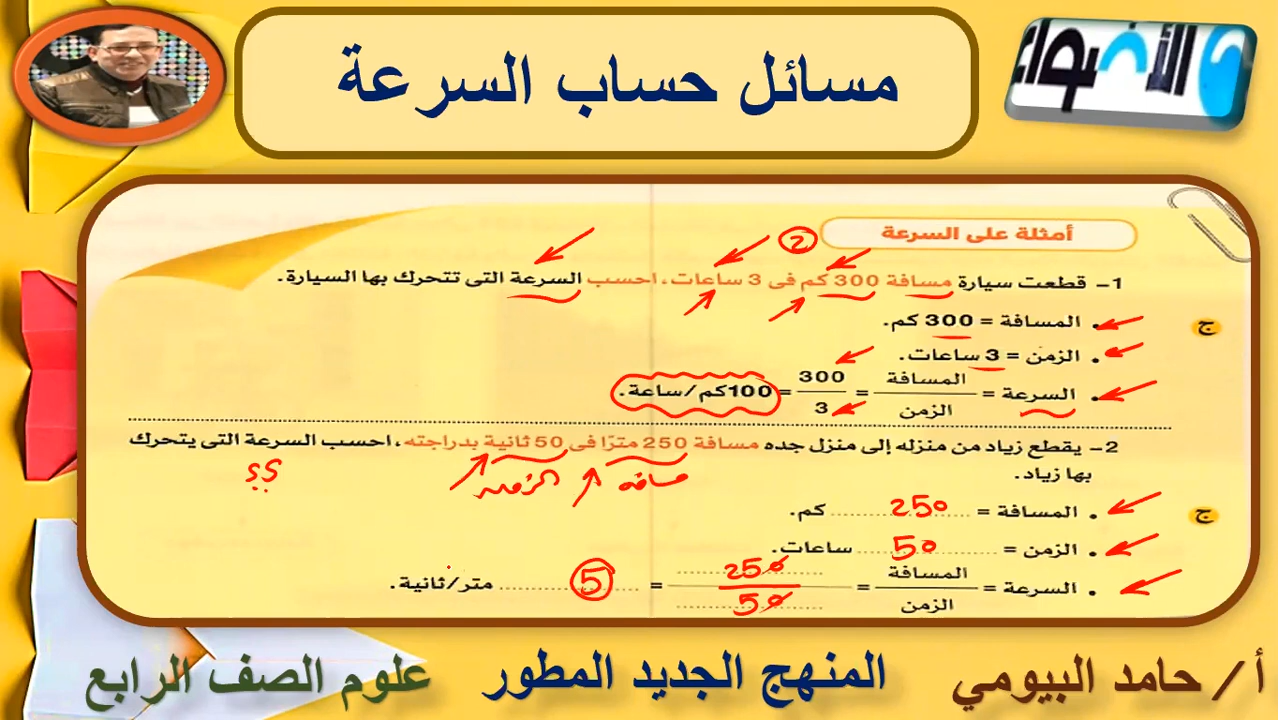 مسائل حساب السرعة
الأضواء
أمثلة على السرعة
②
1- قطعت سيارة مسافة 300 كم فى 3 ساعات، احسب السرعة التى تتحرك بها السيارة.
ج
• المسافة = 300 كم.
• الزمن = 3 ساعات.
• السرعة = المسافة / الزمن = 300 / 3 = 100كم/ساعة.
2- يقطع زياد من منزله إلى منزل جده مسافة 250 مترًا فى 50 ثانية بدراجته، احسب السرعة التى يتحرك
بها زياد.
مسافة الزمن ؟؟
ج
• المسافة = 250 كم.
• الزمن = 50 ساعات.
• السرعة = المسافة / الزمن = 250 / 50 = 5 متر/ثانية.
أ/ حامد البيومي المنهج الجديد المطور علوم الصف الرابع